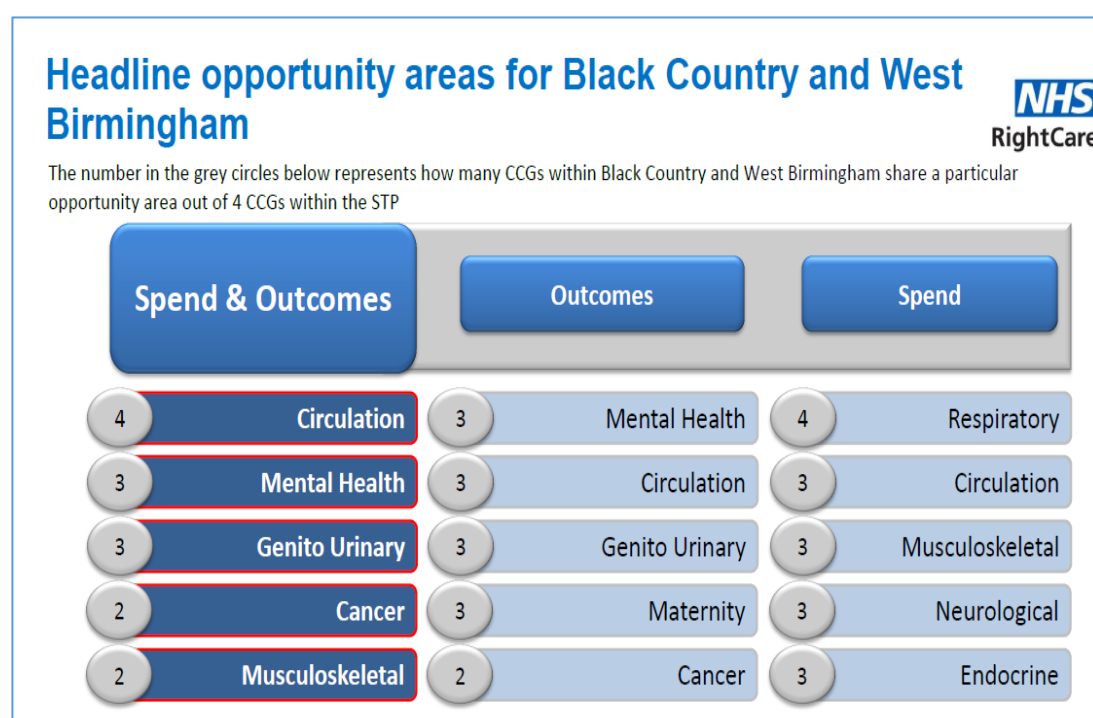 Headline opportunity areas for Black Country and West
Birmingham
NHS
RightCare
The number in the grey circles below represents how many CCGs within Black Country and West Birmingham share a particular
opportunity area out of 4 CCGs within the STP
Spend & Outcomes
Outcomes
Spend
4 Circulation 3 Mental Health 4 Respiratory
3 Mental Health 3 Circulation 3 Circulation
3 Genito Urinary 3 Genito Urinary 3 Musculoskeletal
2 Cancer 3 Maternity 3 Neurological
2 Musculoskeletal 2 Cancer 3 Endocrine